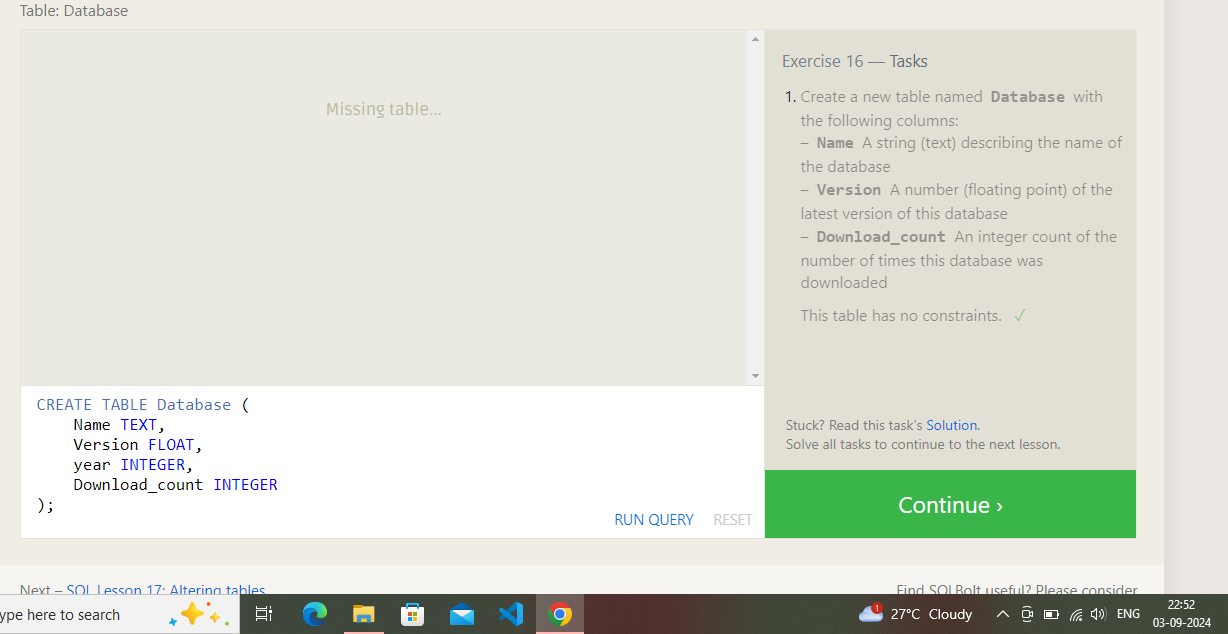 Table: Database
Missing table...
Exercise 16 — Tasks
1. Create a new table named Database with
the following columns:
– Name A string (text) describing the name of
the database
– Version A number (floating point) of the
latest version of this database
– Download_count An integer count of the
number of times this database was
downloaded
This table has no constraints. ✓
CREATE TABLE Database (
Name TEXT,
Version FLOAT,
year INTEGER,
Download_count INTEGER
);
RUN QUERY RESET
Stuck? Read this task's Solution.
Solve all tasks to continue to the next lesson.
Continue ›
Next – SQL Lesson 17: Altering tables
Find SQLBolt useful? Please consider
ype here to search
1
27°C Cloudy
ENG
22:52
03-09-2024